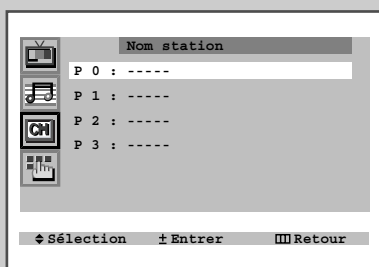 Nom station
P 0 : -----
P 1 : -----
CH
P 2 : -----
P 3 : -----
Sélection ± Entrer Retour